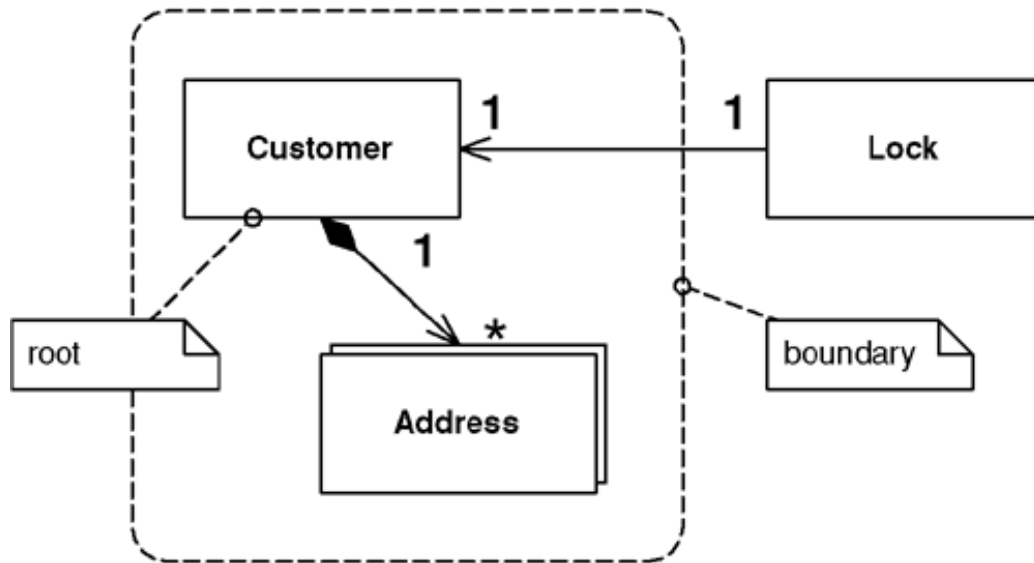 1
1
Customer
Lock
1
*
root
boundary
Address